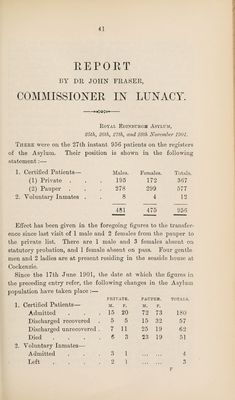 41
REPORT
BY DR JOHN FRASER,
COMMISSIONER IN LUNACY.
ROYAL EDINBURGH ASYLUM,
25th, 26th, 27th, and 28th November 1901.
THERE were on the 27th instant 956 patients on the registers
of the Asylum. Their position is shown in the following
statement :—
1. Certified Patients— Males. Females. Totals.
(1) Private . . . 195 172 367
(2) Pauper . . . 278 299 577
2. Voluntary Inmates . . 8 4 12
481 475 956
Effect has been given in the foregoing figures to the transfer-
ence since last visit of 1 male and 2 females from the pauper to
the private list. There are 1 male and 3 females absent on
statutory probation, and 1 female absent on pass. Four gentle-
men and 2 ladies are at present residing in the seaside house at
Cockenzie.
Since the 17th June 1901, the date at which the figures in
the preceding entry refer, the following changes in the Asylum
population have taken place :—
PRIVATE. PAUPER. TOTALS.
1. Certified Patients— M. F. M. F.
Admitted . . 15 20 72 73 180
Discharged recovered . 5 5 15 32 57
Discharged unrecovered . 7 11 25 19 62
Died . . . 6 3 23 19 51
2. Voluntary Inmates—
Admitted . . . 3 1 ... ... 4
Left . . . 2 1 ... ... 3
F